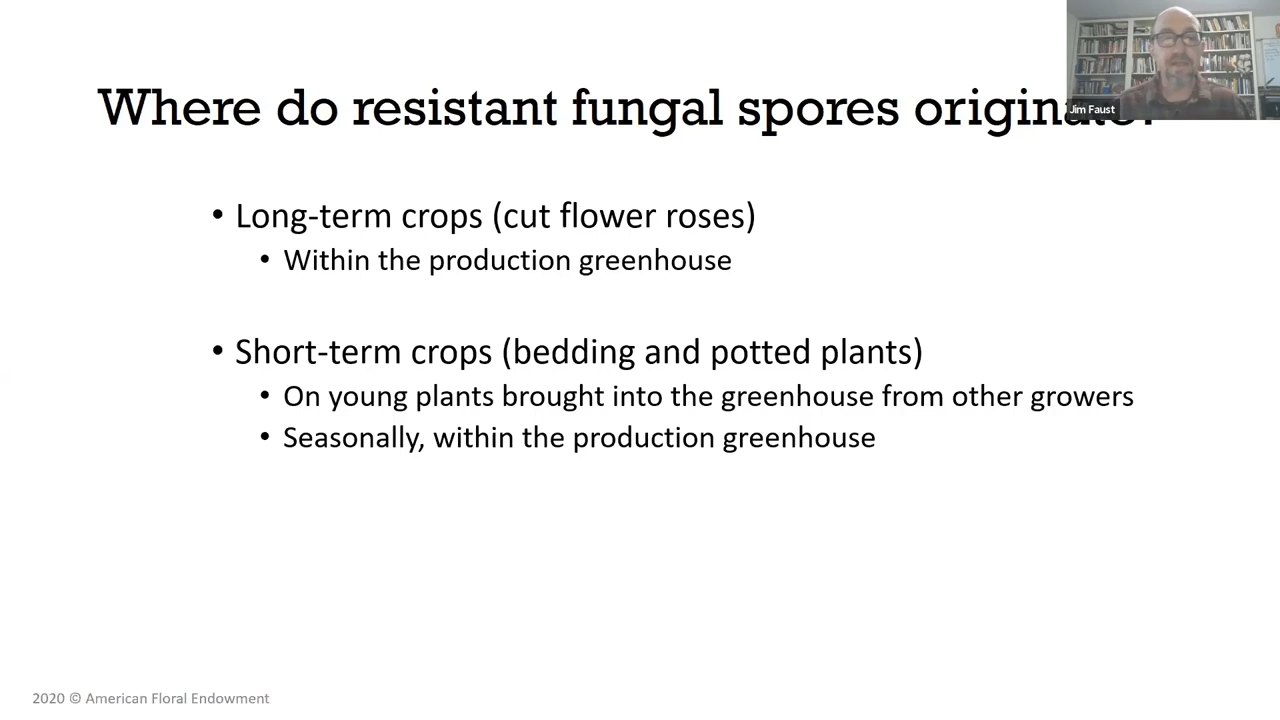 Where do resistant fungal spores originate?
Jim Faust
• Long-term crops (cut flower roses)
• Within the production greenhouse
• Short-term crops (bedding and potted plants)
• On young plants brought into the greenhouse from other growers
• Seasonally, within the production greenhouse
2020 © American Floral Endowment